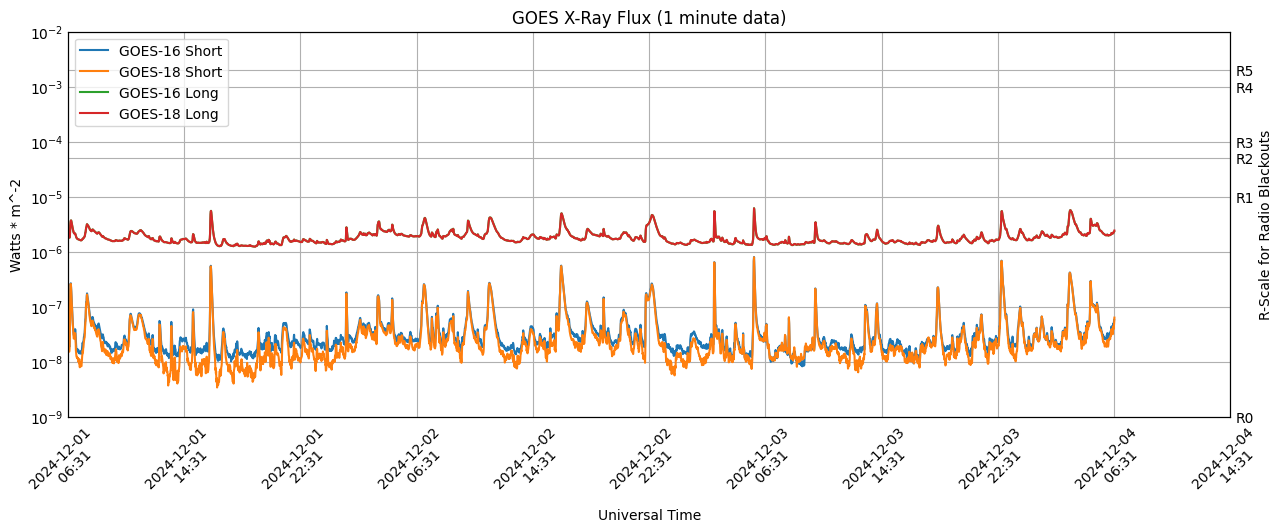 GOES X-Ray Flux (1 minute data)
GOES-16 Short
GOES-18 Short
GOES-16 Long
GOES-18 Long
10^-2
10^-3
10^-4
10^-5
10^-6
10^-7
10^-8
10^-9
Watts * m^-2
R5
R4
R3
R2
R1
R0
R-Scale for Radio Blackouts
2024-12-01
06:31
2024-12-01
14:31
2024-12-01
22:31
2024-12-02
06:31
2024-12-02
14:31
2024-12-02
22:31
2024-12-03
06:31
2024-12-03
14:31
2024-12-03
22:31
2024-12-04
06:31
2024-12-04
14:31
Universal Time